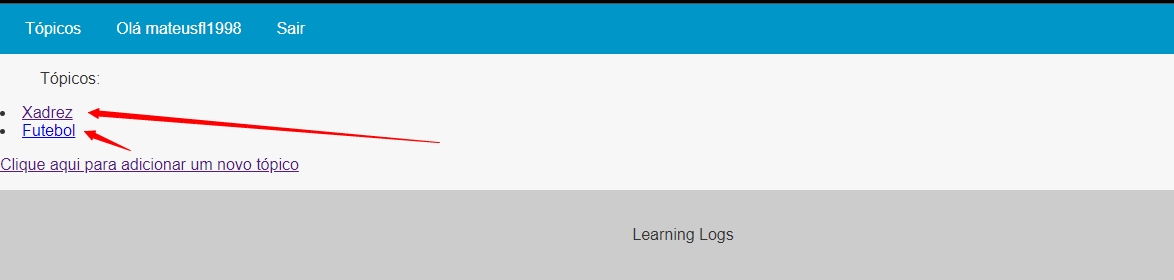 Tópicos Olá mateusfl1998 Sair
Tópicos:
Xadrez
Futebol
Clique aqui para adicionar um novo tópico
Learning Logs